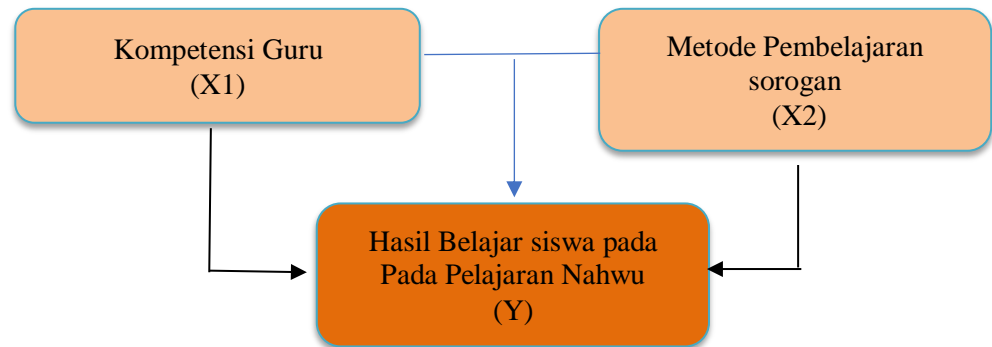 Kompetensi Guru
(X1)
Metode Pembelajaran
sorogan
(X2)
Hasil Belajar siswa pada
Pada Pelajaran Nahwu
(Y)